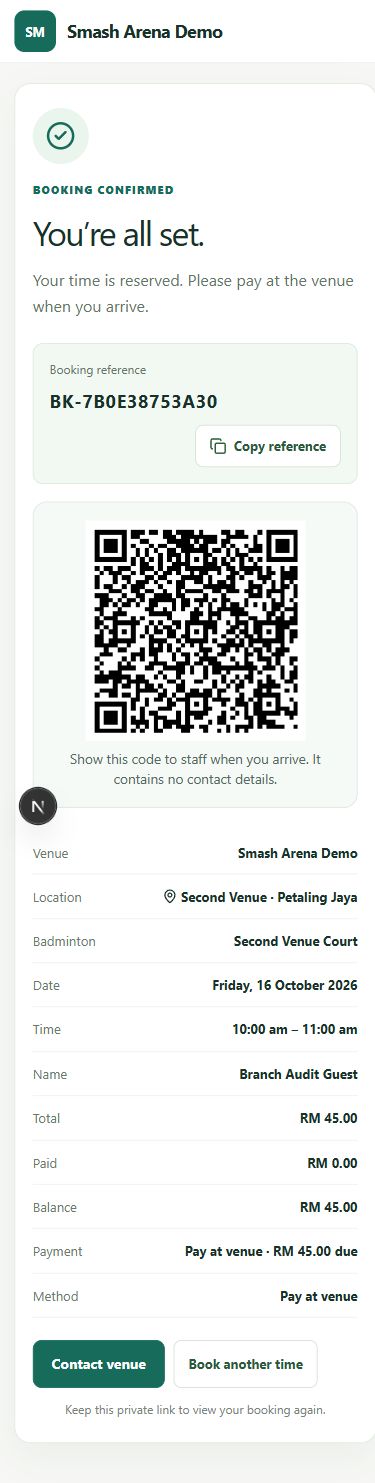 SM Smash Arena Demo
BOOKING CONFIRMED
You’re all set.
Your time is reserved. Please pay at the venue
when you arrive.
Booking reference
BK-7B0E38753A30
Copy reference
Show this code to staff when you arrive. It
contains no contact details.
N
Venue Smash Arena Demo
Location Second Venue · Petaling Jaya
Badminton Second Venue Court
Date Friday, 16 October 2026
Time 10:00 am – 11:00 am
Name Branch Audit Guest
Total RM 45.00
Paid RM 0.00
Balance RM 45.00
Payment Pay at venue · RM 45.00 due
Method Pay at venue
Contact venue Book another time
Keep this private link to view your booking again.